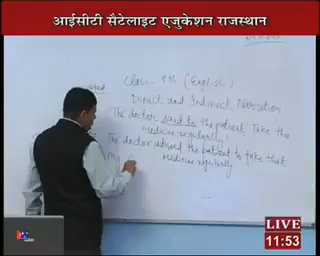 आईसीटी सैटेलाइट एजुकेशन राजस्थान
Class- 9th (English)
Direct and Indirect Narration
The doctor said to the patient, Take the
medicine regularly.
The doctor advised the patient to take that
medicine regularly
My
LIVE
11:53